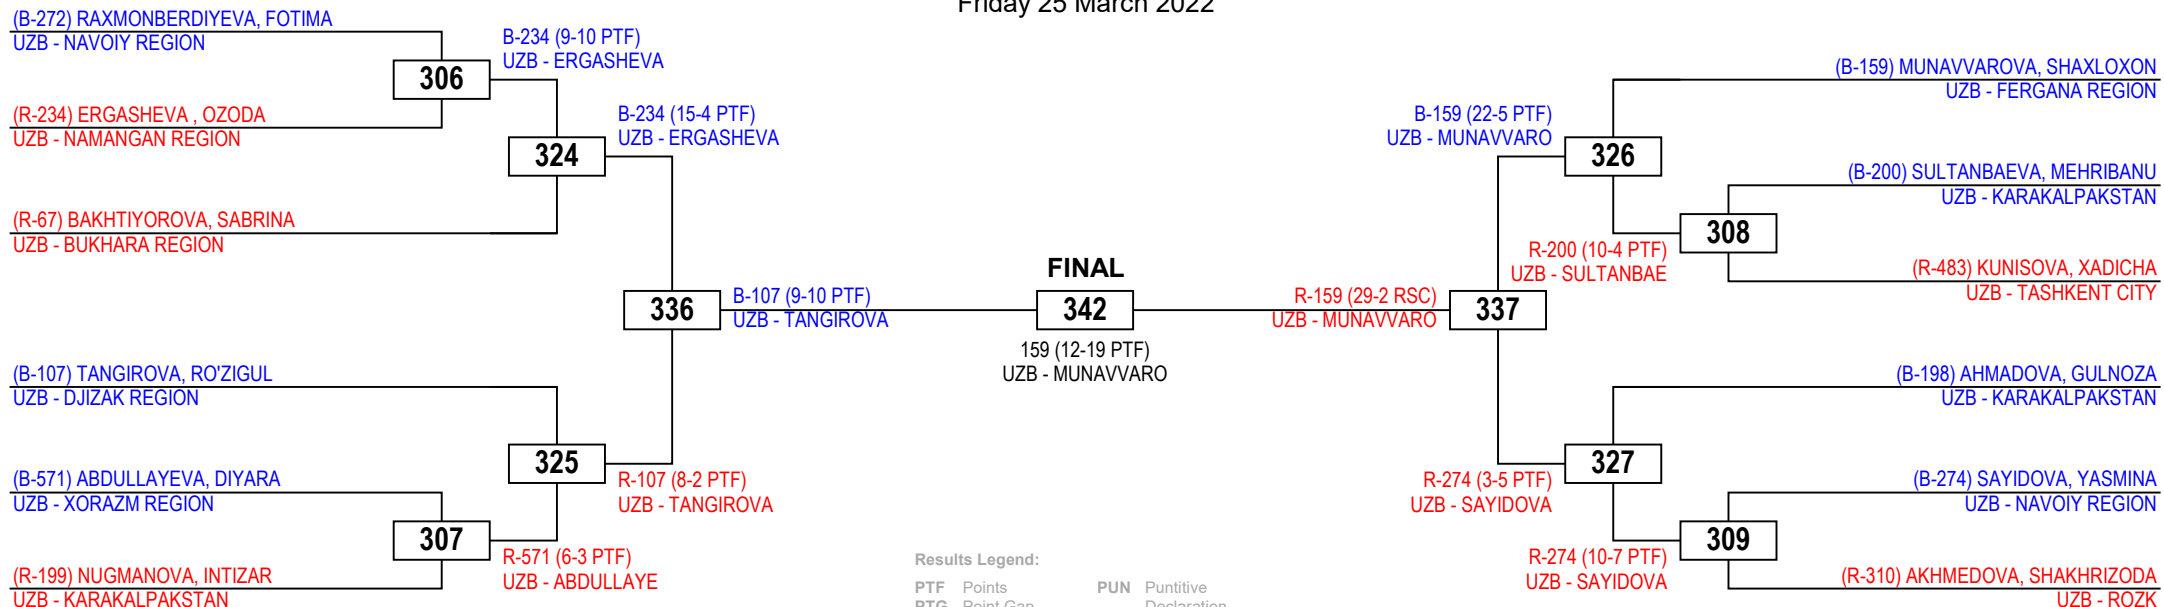 Friday 25 March 2022
(B-272) RAXMONBERDIYEVA, FOTIMA
UZB - NAVOIY REGION
306
B-234 (9-10 PTF)
UZB - ERGASHEVA
(R-234) ERGASHEVA , OZODA
UZB - NAMANGAN REGION
324
B-234 (15-4 PTF)
UZB - ERGASHEVA
(R-67) BAKHTIYOROVA, SABRINA
UZB - BUKHARA REGION
336
B-107 (9-10 PTF)
UZB - TANGIROVA
(B-107) TANGIROVA, RO'ZIGUL
UZB - DJIZAK REGION
325
R-107 (8-2 PTF)
UZB - TANGIROVA
(B-571) ABDULLAYEVA, DIYARA
UZB - XORAZM REGION
307
R-571 (6-3 PTF)
UZB - ABDULLAYE
(R-199) NUGMANOVA, INTIZAR
UZB - KARAKALPAKSTAN
FINAL
342
159 (12-19 PTF)
UZB - MUNAVVARO
(B-159) MUNAVVAROVA, SHAXLOXON
UZB - FERGANA REGION
B-159 (22-5 PTF)
UZB - MUNAVVARO
326
(B-200) SULTANBAEVA, MEHRIBANU
UZB - KARAKALPAKSTAN
308
R-200 (10-4 PTF)
UZB - SULTANBAE
(R-483) KUNISOVA, XADICHA
UZB - TASHKENT CITY
R-159 (29-2 RSC)
UZB - MUNAVVARO
337
(B-198) AHMADOVA, GULNOZA
UZB - KARAKALPAKSTAN
327
R-274 (3-5 PTF)
UZB - SAYIDOVA
(B-274) SAYIDOVA, YASMINA
UZB - NAVOIY REGION
309
R-274 (10-7 PTF)
UZB - SAYIDOVA
(R-310) AKHMEDOVA, SHAKHRIZODA
UZB - ROZK
Results Legend:
PTF Points PUN Puntitive
PTG Point Gap Declaration